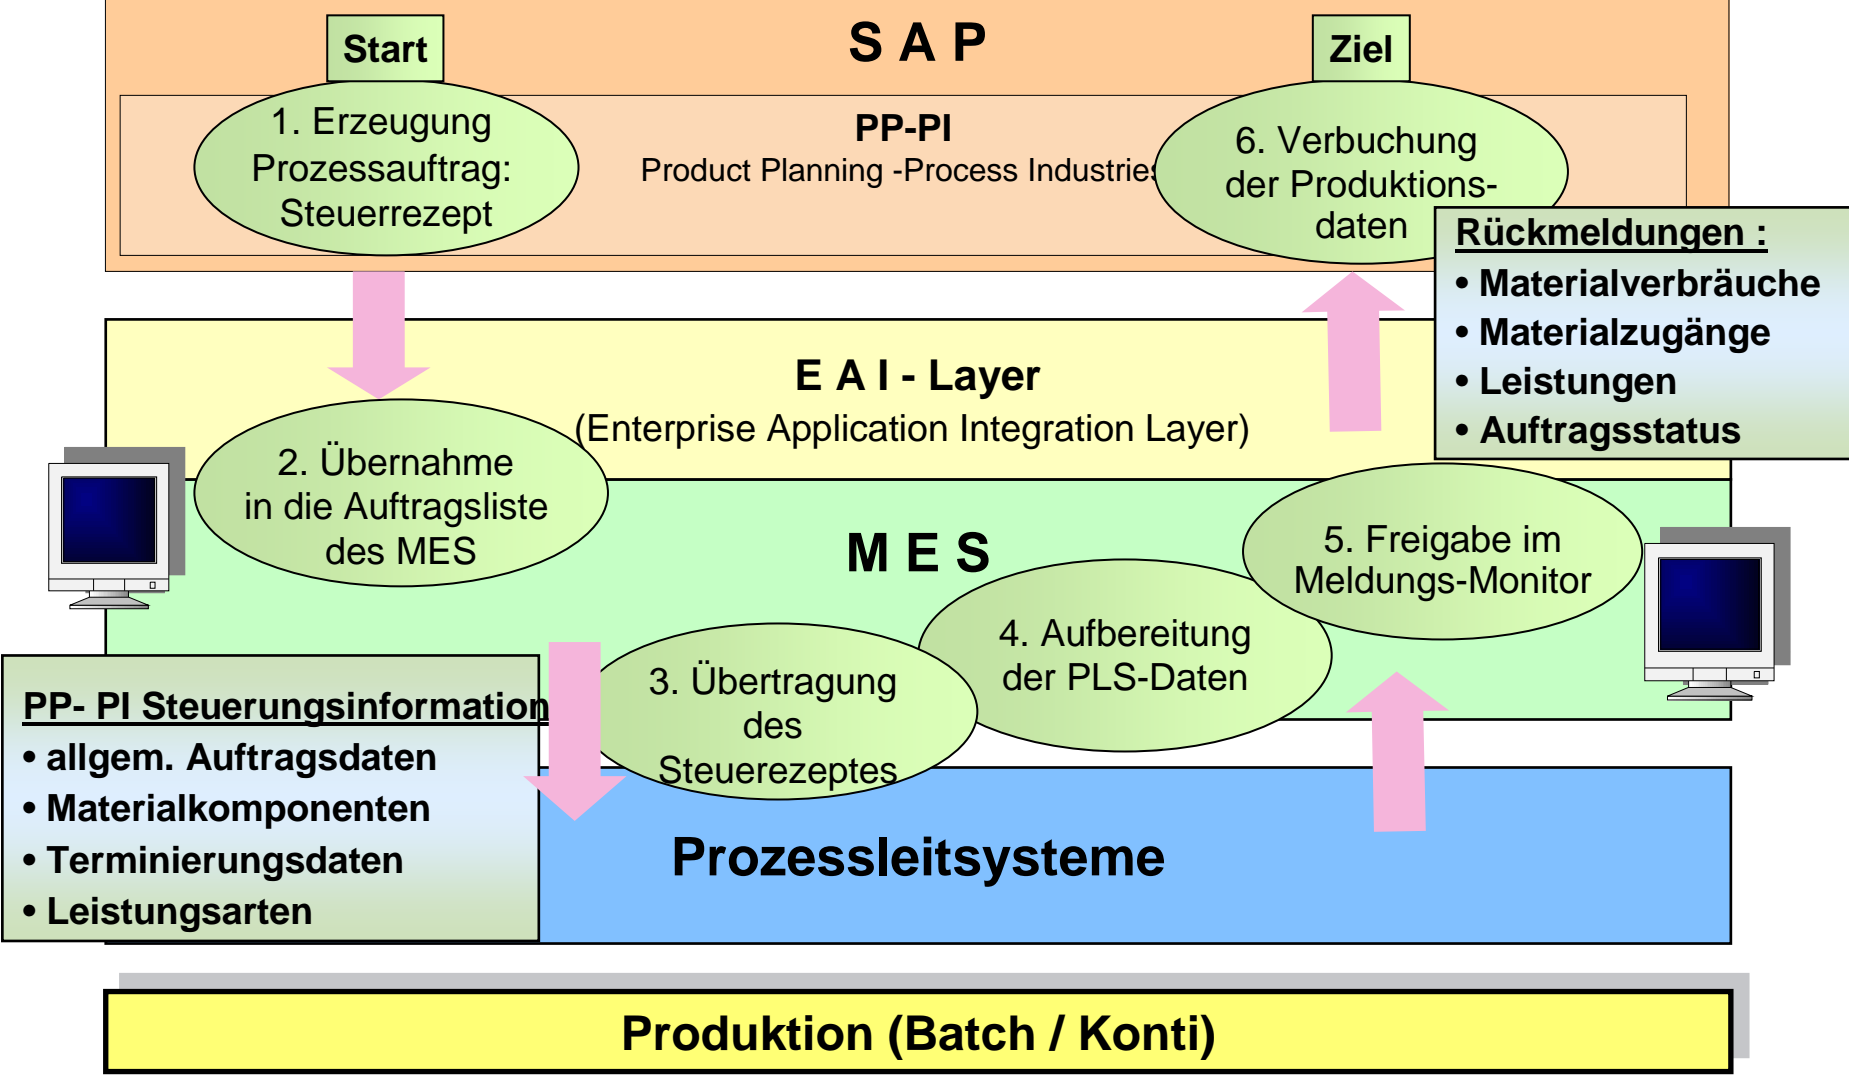 S A P
Start
Ziel
1. Erzeugung
Prozessauftrag:
Steuerrezept
PP-PI
Product Planning -Process Industries
6. Verbuchung
der Produktions-
daten
Rückmeldungen :
• Materialverbräuche
• Materialzugänge
• Leistungen
• Auftragsstatus
E A I - Layer
(Enterprise Application Integration Layer)
2. Übernahme
in die Auftragsliste
des MES
M E S
5. Freigabe im
Meldungs-Monitor
4. Aufbereitung
der PLS-Daten
3. Übertragung
des
Steuerezeptes
PP- PI Steuerungsinformation
• allgem. Auftragsdaten
• Materialkomponenten
• Terminierungsdaten
• Leistungsarten
Prozessleitsysteme
Produktion (Batch / Konti)